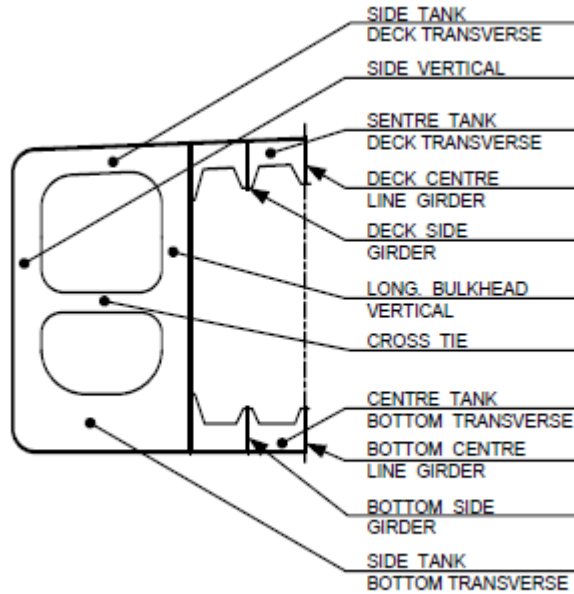 SIDE TANK
DECK TRANSVERSE
SIDE VERTICAL
SENTRE TANK
DECK TRANSVERSE
DECK CENTRE
LINE GIRDER
DECK SIDE
GIRDER
LONG. BULKHEAD
VERTICAL
CROSS TIE
CENTRE TANK
BOTTOM TRANSVERSE
BOTTOM CENTRE
LINE GIRDER
BOTTOM SIDE
GIRDER
SIDE TANK
BOTTOM TRANSVERSE